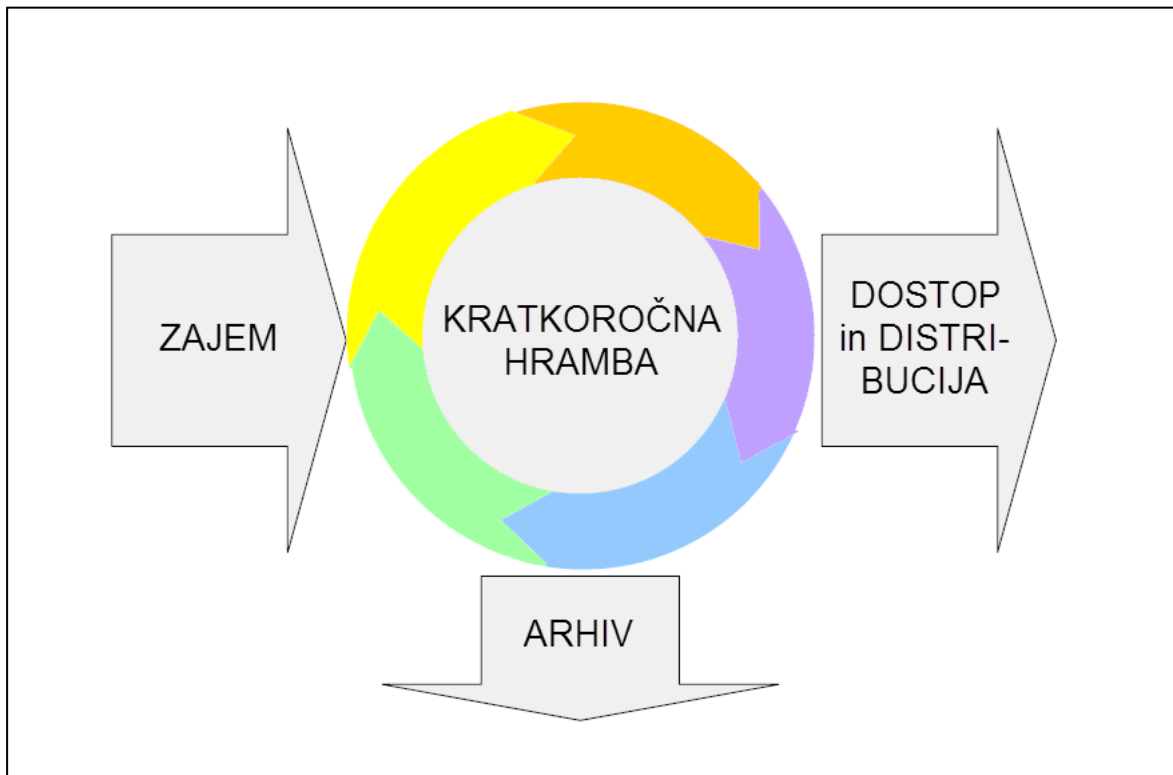 ZAJEM
KRATKOROČNA
HRAMBA
DOSTOP
in DISTRI-
BUCIJA
ARHIV